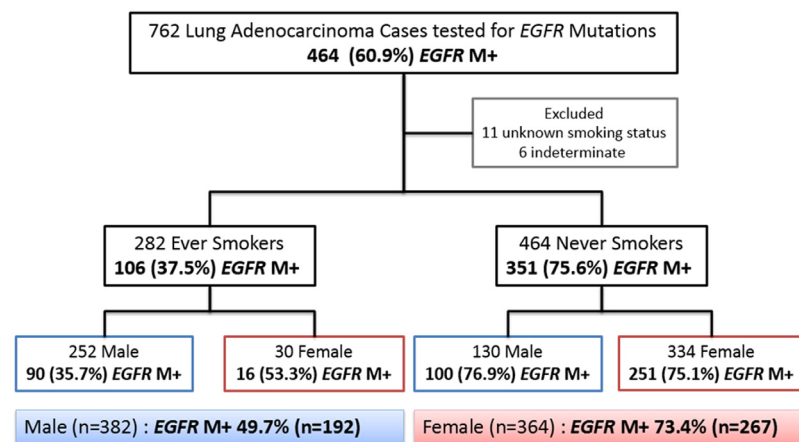 762 Lung Adenocarcinoma Cases tested for EGFR Mutations
464 (60.9%) EGFR M+
Excluded
11 unknown smoking status
6 indeterminate
282 Ever Smokers
106 (37.5%) EGFR M+
464 Never Smokers
351 (75.6%) EGFR M+
252 Male
90 (35.7%) EGFR M+
30 Female
16 (53.3%) EGFR M+
130 Male
100 (76.9%) EGFR M+
334 Female
251 (75.1%) EGFR M+
Male (n=382) : EGFR M+ 49.7% (n=192)
Female (n=364) : EGFR M+ 73.4% (n=267)